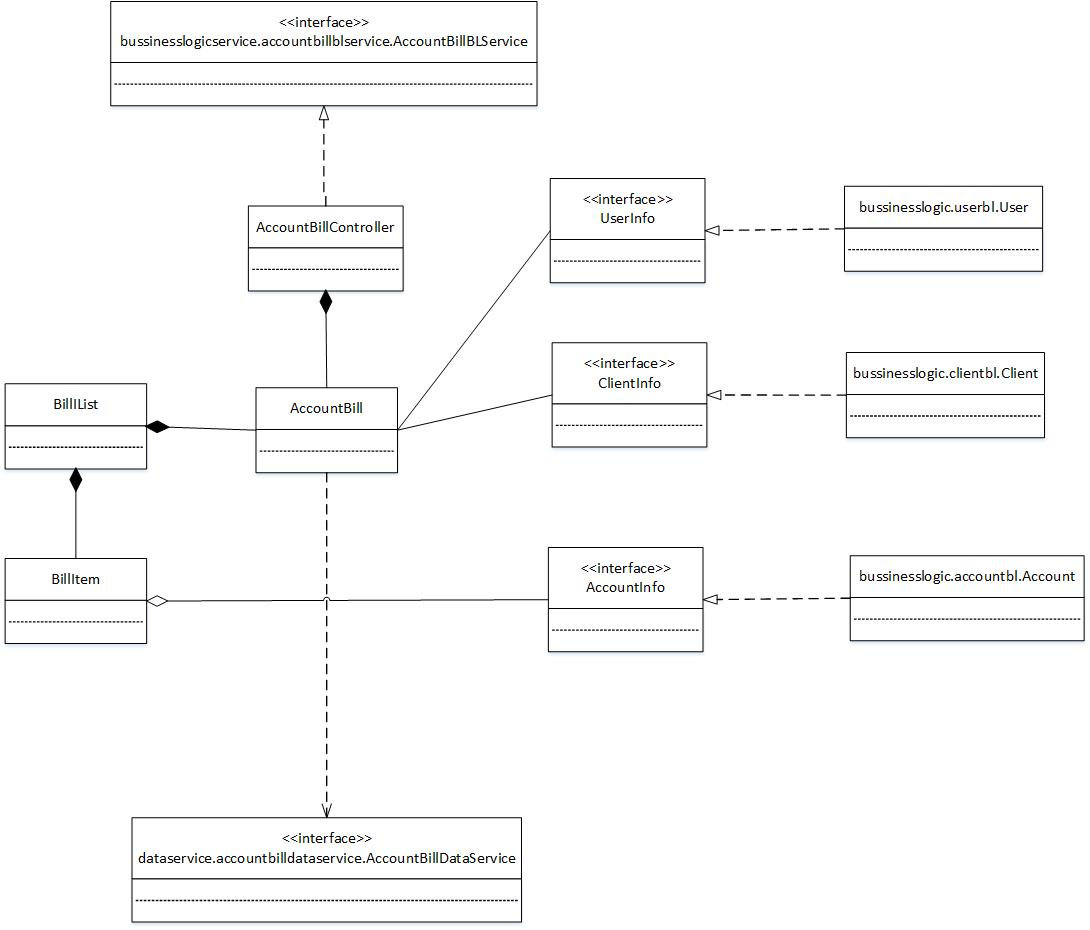 <<interface>>
bussinesslogicservice.accountbillblservice.AccountBillBLService
AccountBillController
<<interface>>
UserInfo
bussinesslogic.userbl.User
<<interface>>
ClientInfo
bussinesslogic.clientbl.Client
BillIList
AccountBill
BillItem
<<interface>>
AccountInfo
bussinesslogic.accountbl.Account
<<interface>>
dataservice.accountbilldataservice.AccountBillDataService